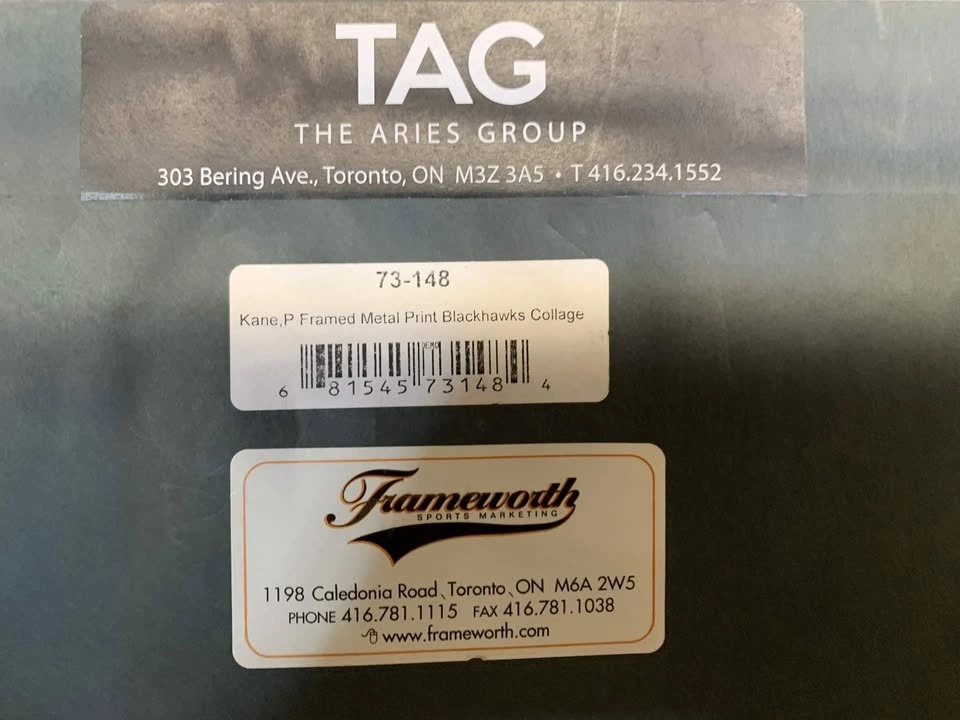 TAG
THE ARIES GROUP
303 Bering Ave., Toronto, ON M3Z 3A5 • T 416.234.1552
73-148
Kane,P Framed Metal Print Blackhawks Collage
DEMO
6 81545 73148 4
Frameworth
SPORTS MARKETING
1198 Caledonia Road, Toronto, ON M6A 2W5
PHONE 416.781.1115 FAX 416.781.1038
www.frameworth.com